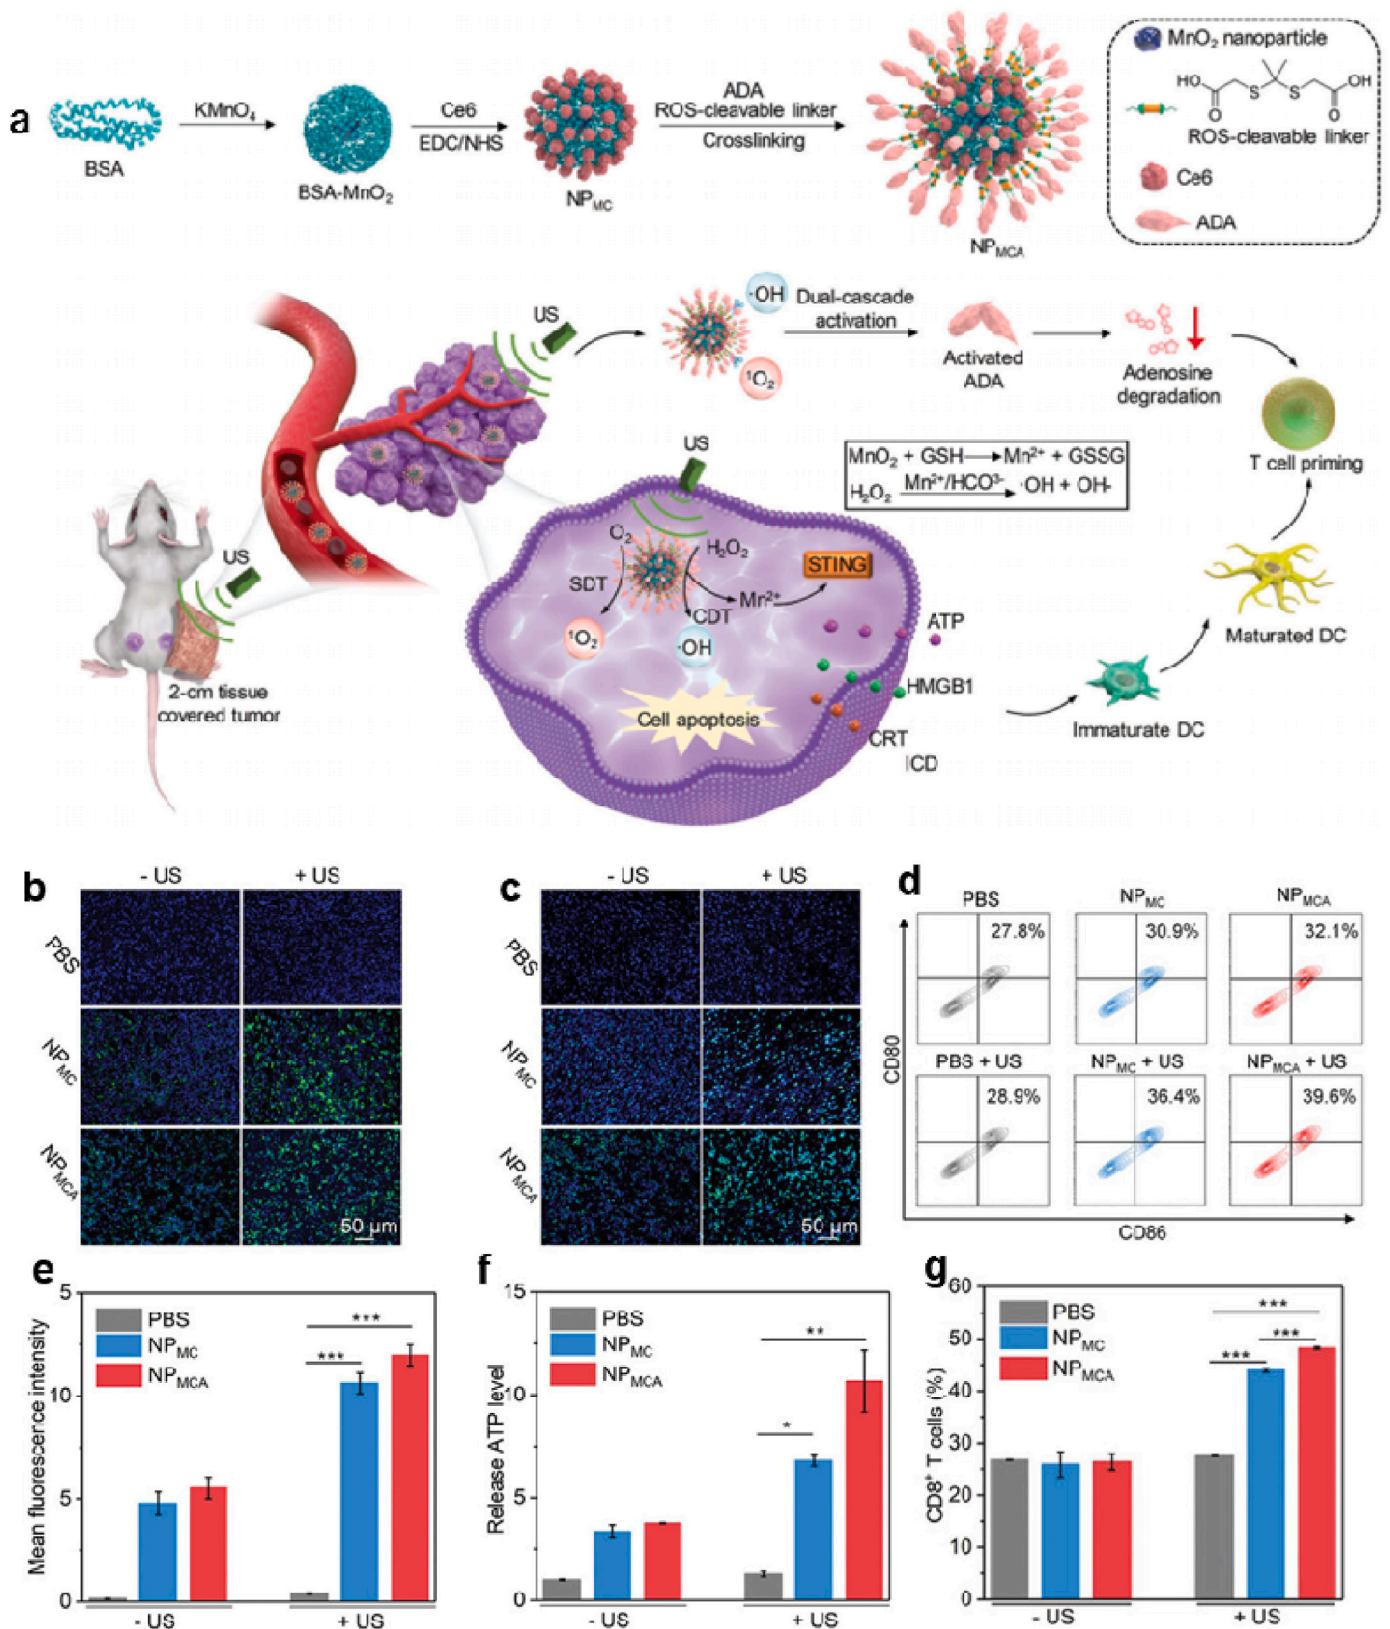 a
BSA
KMnO4
BSA-MnO2
Ce6
EDC/NHS
NPMC
ADA
ROS-cleavable linker
Crosslinking
NPMCA
MnO2 nanoparticle
HO
O
S
S
O
OH
ROS-cleavable linker
Ce6
ADA
US
·OH
1O2
Dual-cascade
activation
Activated
ADA
Adenosine
degradation
T cell priming
MnO2 + GSH→Mn2+ + GSSG
H2O2 Mn2+/HCO3- ·OH + OH-
US
O2
H2O2
STING
SDT
Mn2+
CDT
1O2
·OH
Cell apoptosis
ATP
HMGB1
CRT
ICD
Maturated DC
Immaturate DC
US
2-cm tissue
covered tumor
b
- US
+ US
PBS
NPMC
NPMCA
50 µm
c
- US
+ US
PBS
NPMC
NPMCA
50 µm
d
PBS
NPMC
NPMCA
27.8%
30.9%
32.1%
PBS + US
NPMC + US
NPMCA + US
28.9%
36.4%
39.6%
CD80
CD86
e
Mean fluorescence intensity
5
10
5
0
PBS
NPMC
NPMCA
***
***
- US
+ US
f
Release ATP level
15
10
5
0
PBS
NPMC
NPMCA
**
*
- US
+ US
g
CD8+ T cells (%)
60
50
40
30
20
10
0
PBS
NPMC
NPMCA
***
***
***
- US
+ US